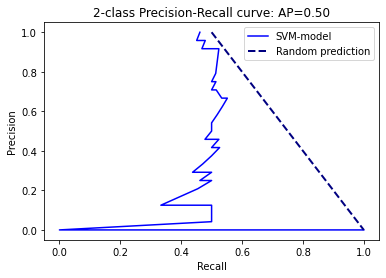 2-class Precision-Recall curve: AP=0.50
SVM-model
Random prediction
Precision
1.0
0.8
0.6
0.4
0.2
0.0
0.0 0.2 0.4 0.6 0.8 1.0
Recall